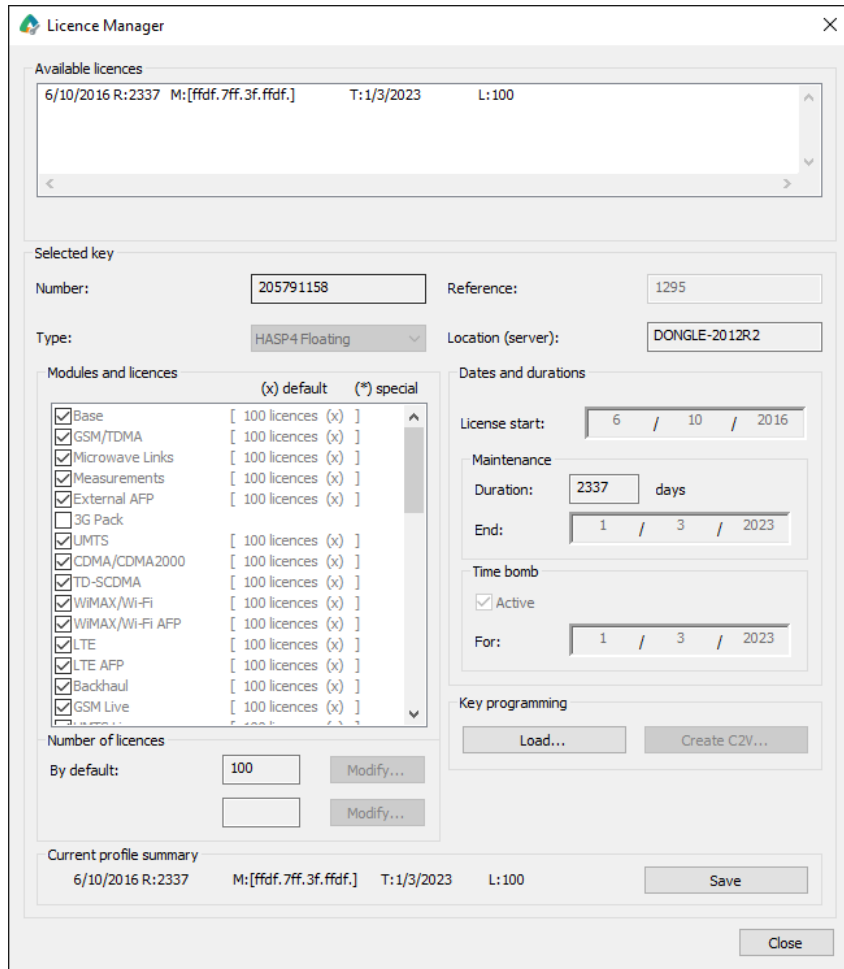 Licence Manager
Available licences
6/10/2016 R:2337 M:[ffdf.7ff.3f.ffdf.] T:1/3/2023 L:100
Selected key
Number: 205791158 Reference: 1295
Type: HASP4 Floating Location (server): DONGLE-2012R2
Modules and licences
(x) default (*) special
Base [ 100 licences (x) ]
GSM/TDMA [ 100 licences (x) ]
Microwave Links [ 100 licences (x) ]
Measurements [ 100 licences (x) ]
External AFP [ 100 licences (x) ]
3G Pack
UMTS [ 100 licences (x) ]
CDMA/CDMA2000 [ 100 licences (x) ]
TD-SCDMA [ 100 licences (x) ]
WiMAX/Wi-Fi [ 100 licences (x) ]
WiMAX/Wi-Fi AFP [ 100 licences (x) ]
LTE [ 100 licences (x) ]
LTE AFP [ 100 licences (x) ]
Backhaul [ 100 licences (x) ]
GSM Live [ 100 licences (x) ]
Number of licences
By default: 100 Modify...
Modify...
Dates and durations
License start: 6 / 10 / 2016
Maintenance
Duration: 2337 days
End: 1 / 3 / 2023
Time bomb
Active
For: 1 / 3 / 2023
Key programming
Load... Create C2V...
Current profile summary
6/10/2016 R:2337 M:[ffdf.7ff.3f.ffdf.] T:1/3/2023 L:100
Save
Close